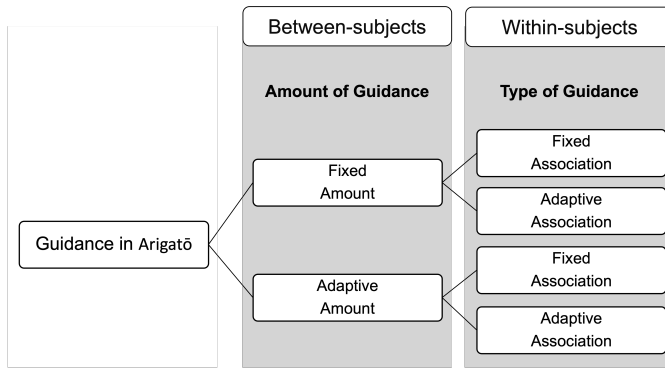 Between-subjects
Within-subjects
Amount of Guidance
Type of Guidance
Fixed
Association
Fixed
Amount
Adaptive
Association
Guidance in Arigatō
Fixed
Association
Adaptive
Amount
Adaptive
Association